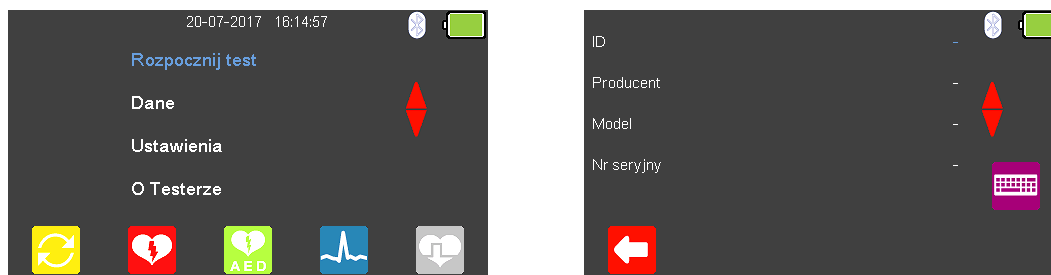 20-07-2017 16:14:57
Rozpocznij test
Dane
Ustawienia
O Testerze
AED
ID -
Producent -
Model -
Nr seryjny -